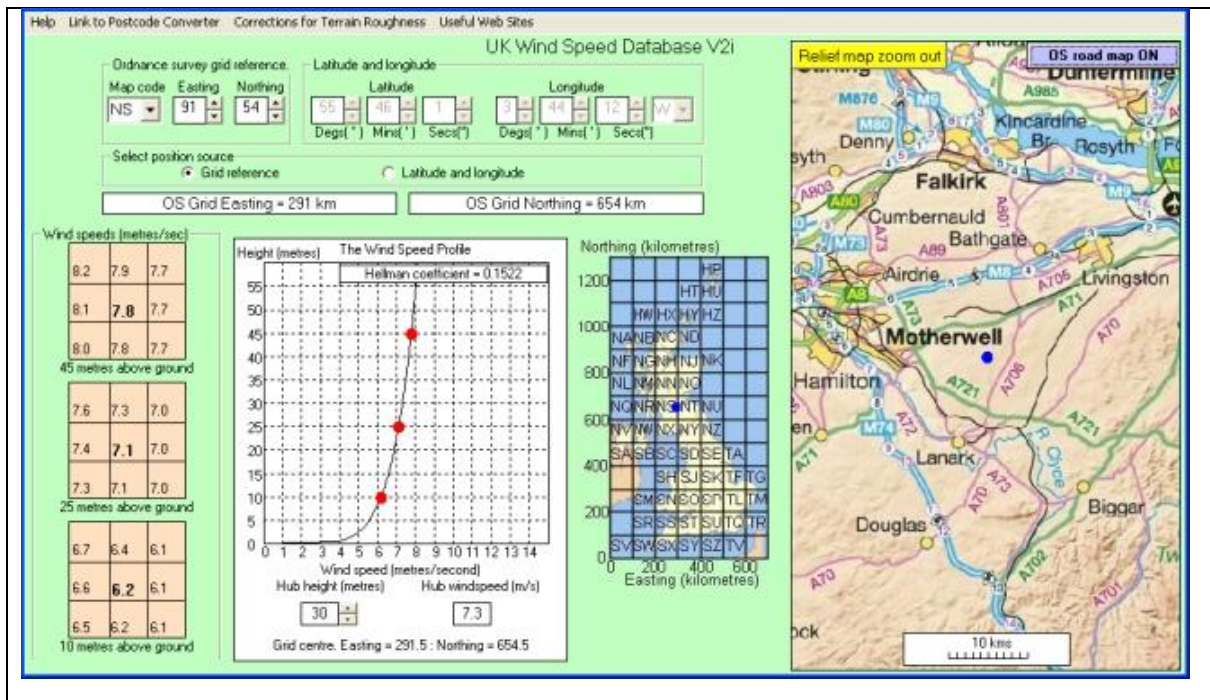 Help Link to Postcode Converter Corrections for Terrain Roughness Useful Web Sites
UK Wind Speed Database V2i
Ordnance survey grid reference.
Map code Easting Northing
NS 91 54
Latitude and longitude
Latitude Longitude
55 46 1 3 44 12 W
Degs(°) Mins(') Secs(") Degs(°) Mins(') Secs(")
Select position source
Grid reference Latitude and longitude
OS Grid Easting = 291 km OS Grid Northing = 654 km
Wind speeds (metres/sec)
8.2 7.9 7.7
8.1 7.8 7.7
8.0 7.8 7.7
45 metres above ground
7.6 7.3 7.0
7.4 7.1 7.0
7.3 7.1 7.0
25 metres above ground
6.7 6.4 6.1
6.6 6.2 6.1
6.5 6.2 6.1
10 metres above ground
Height (metres) The Wind Speed Profile
Hellman coefficient = 0.1522
55
50
45
40
35
30
25
20
15
10
5
0
0 1 2 3 4 5 6 7 8 9 10 11 12 13 14
Wind speed (metres/second)
Hub height (metres) Hub windspeed (m/s)
30 7.3
Grid centre. Easting = 291.5 : Northing = 654.5
Northing (kilometres)
1200
1000
800
600
400
200
0
HP
HT HU
HW HX HY HZ
NA NB NC ND
NF NG NH NJ NK
NL NM NN NO
NQ NR NS NT NU
NV NW NX NY NZ
SA SB SC SD SE TA
SH SJ SK TF TG
SM SN SO SP TL TM
SR SS ST SU TQ TR
SV SW SX SY SZ TV
0 200 400 600
Easting (kilometres)
Relief map zoom out OS road map ON
Dunfermline
M876 M9 A985
Kincardine
M80
Denny Br. Rosyth
syth
Falkirk M9
A803
A80 A801
Cumbernauld
M73 A73 A89 Bathgate
Airdrie M8 A705 Livingston
A8 A73 A71
Motherwell A70
Hamilton A706
A721
M74 A72 A721
A71 Lanark R Clyde
A73
A70 Biggar
Douglas
A702
A70 A701
ock
10 kms